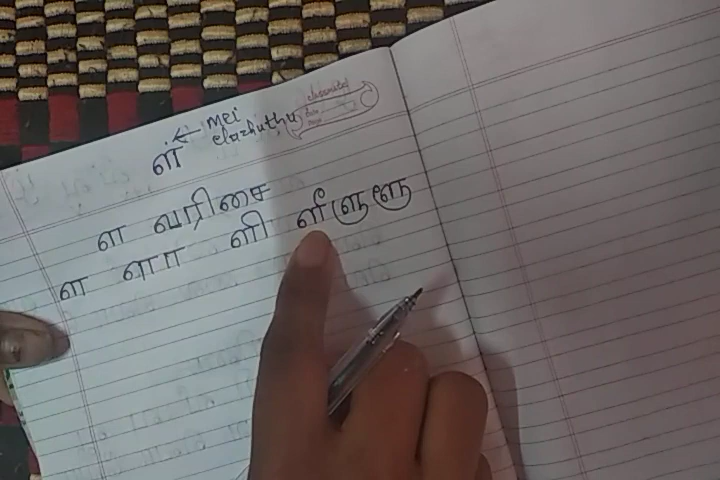 ள் ← Mei elazhuthu
ள வரிசை
ள ளா ளி ளீ ளு ளூ